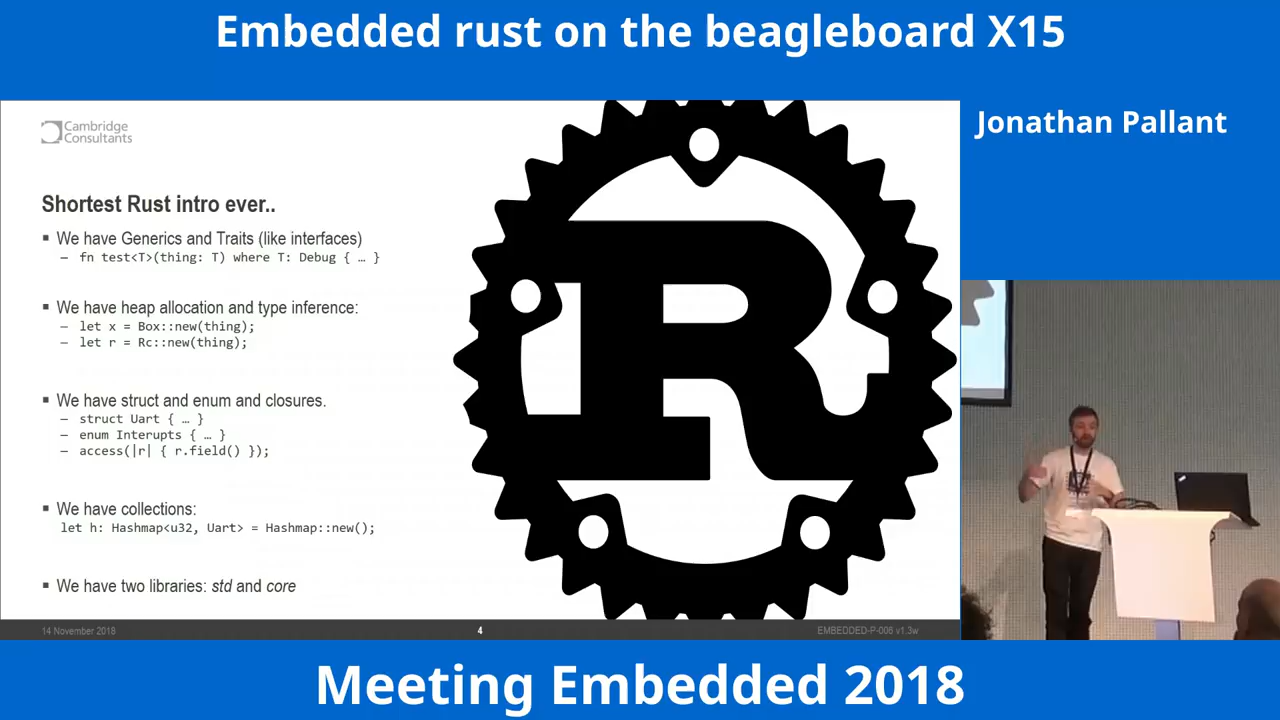 Embedded rust on the beagleboard X15
Jonathan Pallant
Cambridge
Consultants
Shortest Rust intro ever..
▪ We have Generics and Traits (like interfaces)
– fn test<T>(thing: T) where T: Debug { … }
▪ We have heap allocation and type inference:
– let x = Box::new(thing);
– let r = Rc::new(thing);
▪ We have struct and enum and closures.
– struct Uart { … }
– enum Interupts { … }
– access(|r| { r.field() });
▪ We have collections:
let h: Hashmap<u32, Uart> = Hashmap::new();
▪ We have two libraries: std and core
R
14 November 2018
4
EMBEDDED-P-006 v1.3w
Meeting Embedded 2018